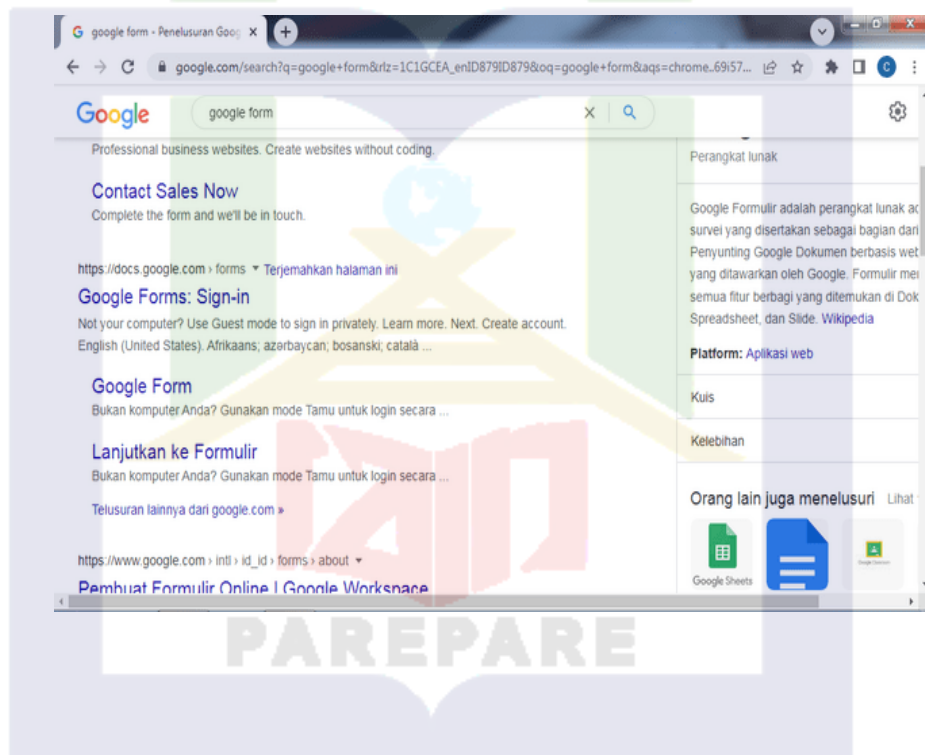 google form - Penelusuran Goog
google.com/search?q=google+form&rlz=1C1GCEA_enID879ID879&oq=google+form&aqs=chrome..69i57...
C
Google
google form
Professional business websites. Create websites without coding.
Contact Sales Now
Complete the form and we'll be in touch.
https://docs.google.com › forms Terjemahkan halaman ini
Google Forms: Sign-in
Not your computer? Use Guest mode to sign in privately. Learn more. Next. Create account.
English (United States). Afrikaans; azərbaycan; bosanski; català ...
Google Form
Bukan komputer Anda? Gunakan mode Tamu untuk login secara ...
Lanjutkan ke Formulir
Bukan komputer Anda? Gunakan mode Tamu untuk login secara ...
Telusuran lainnya dari google.com »
https://www.google.com › intl › id_id › forms › about
Pembuat Formulir Online | Google Workspace
Perangkat lunak
Google Formulir adalah perangkat lunak ad
survei yang disertakan sebagai bagian dari
Penyunting Google Dokumen berbasis web
yang ditawarkan oleh Google. Formulir mer
semua fitur berbagi yang ditemukan di Dok
Spreadsheet, dan Slide. Wikipedia
Platform: Aplikasi web
Kuis
Kelebihan
Orang lain juga menelusuri Lihat
Google Sheets
PAREPARE